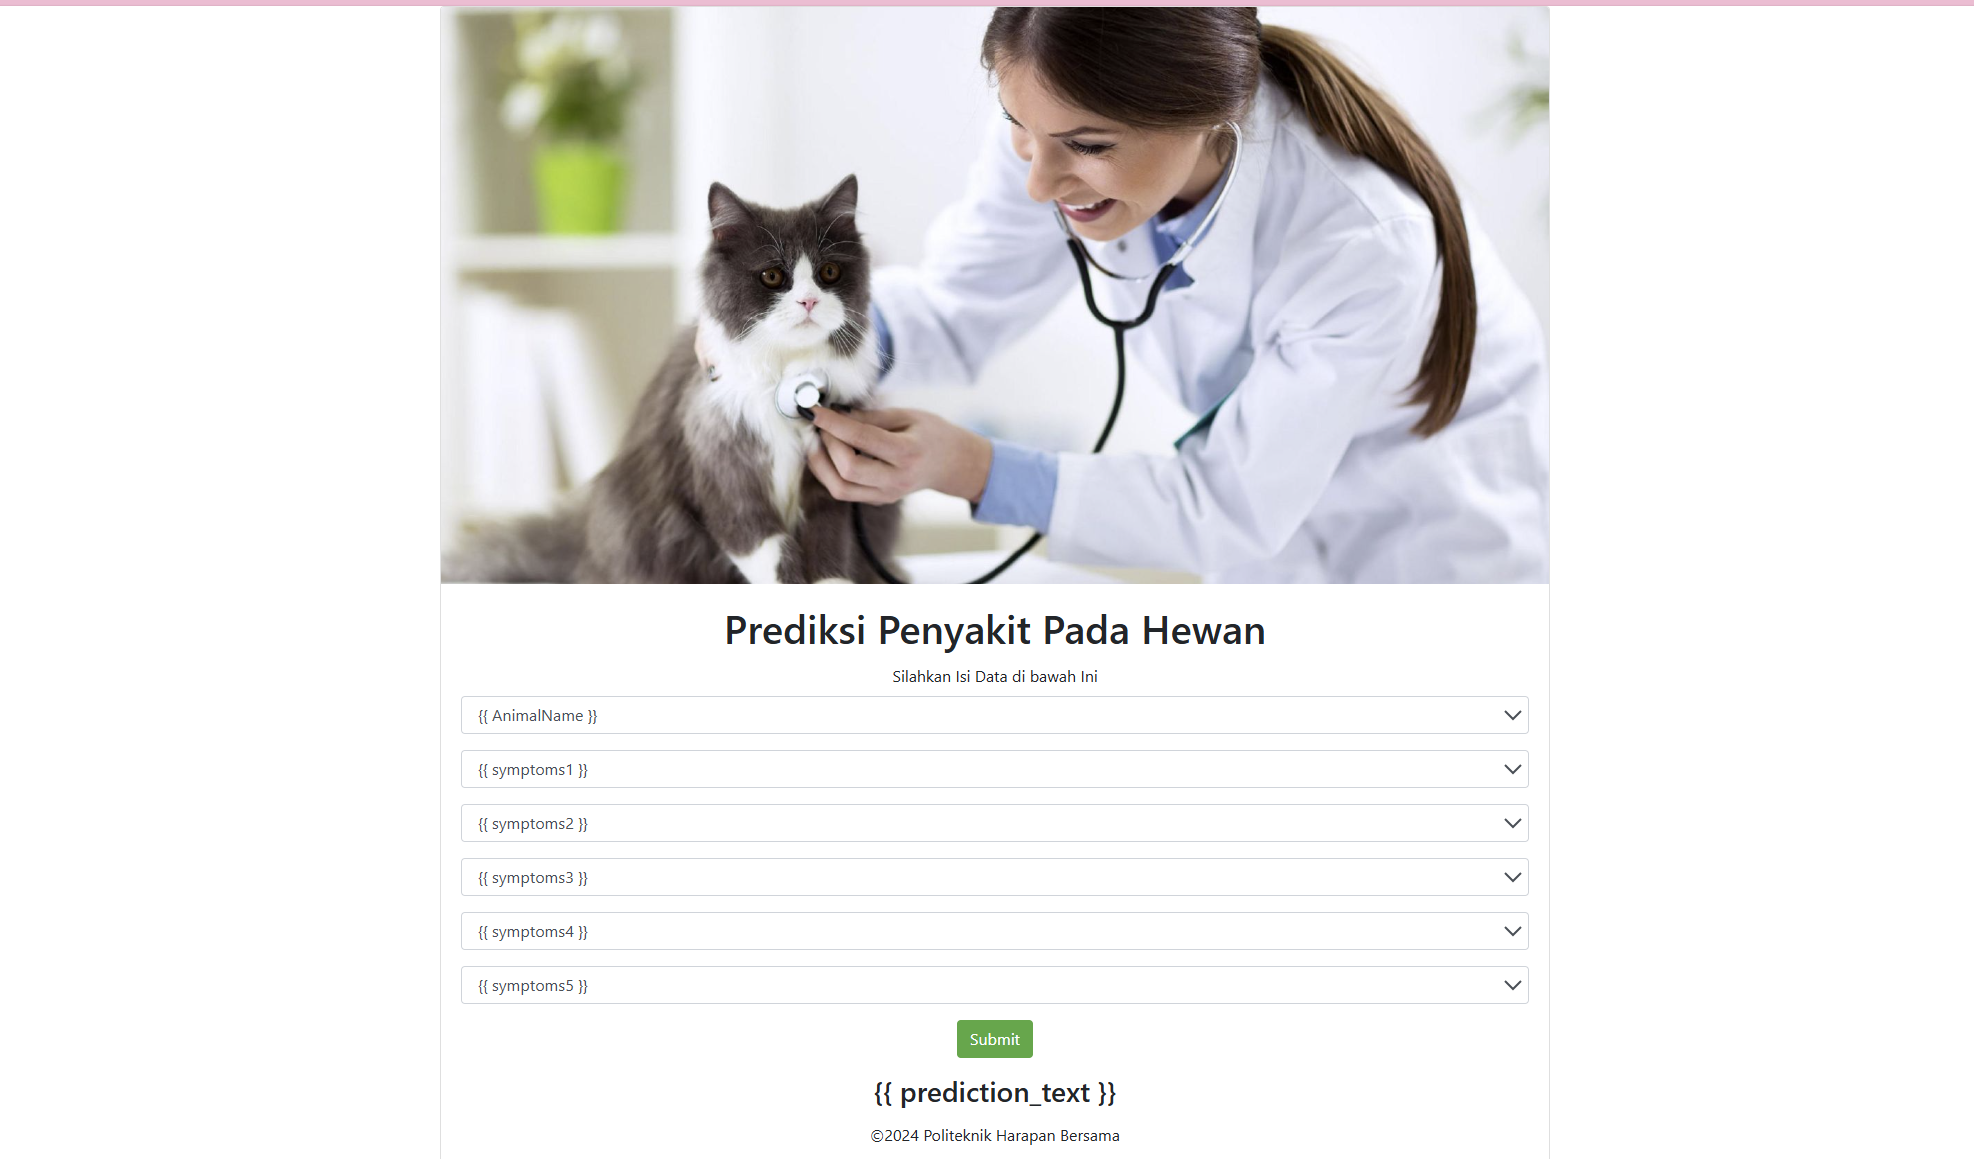 Prediksi Penyakit Pada Hewan
Silahkan Isi Data di bawah Ini
{{ AnimalName }}
{{ symptoms1 }}
{{ symptoms2 }}
{{ symptoms3 }}
{{ symptoms4 }}
{{ symptoms5 }}
Submit
{{ prediction_text }}
©2024 Politeknik Harapan Bersama